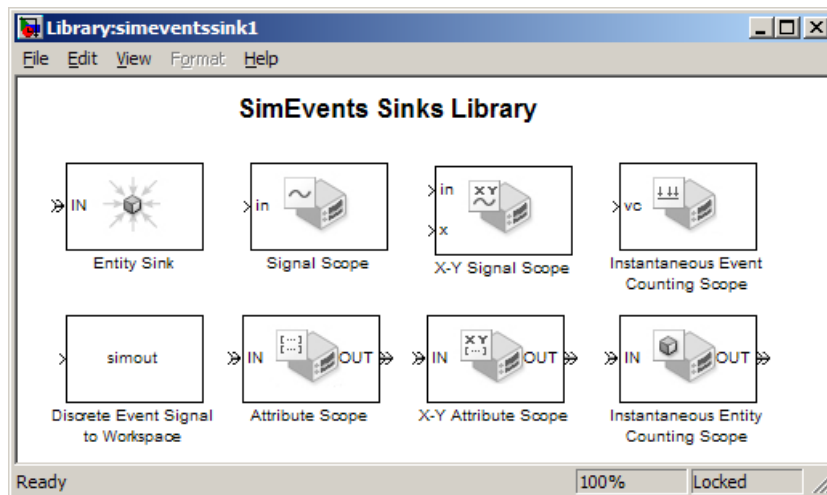 Library:simeventssink1
File Edit View Format Help
SimEvents Sinks Library
IN
in
in
XY
x
vc
Entity Sink
Signal Scope
X-Y Signal Scope
Instantaneous Event
Counting Scope
simout
IN [...] OUT
IN XY [...] OUT
IN OUT
Discrete Event Signal
to Workspace
Attribute Scope
X-Y Attribute Scope
Instantaneous Entity
Counting Scope
Ready 100% Locked